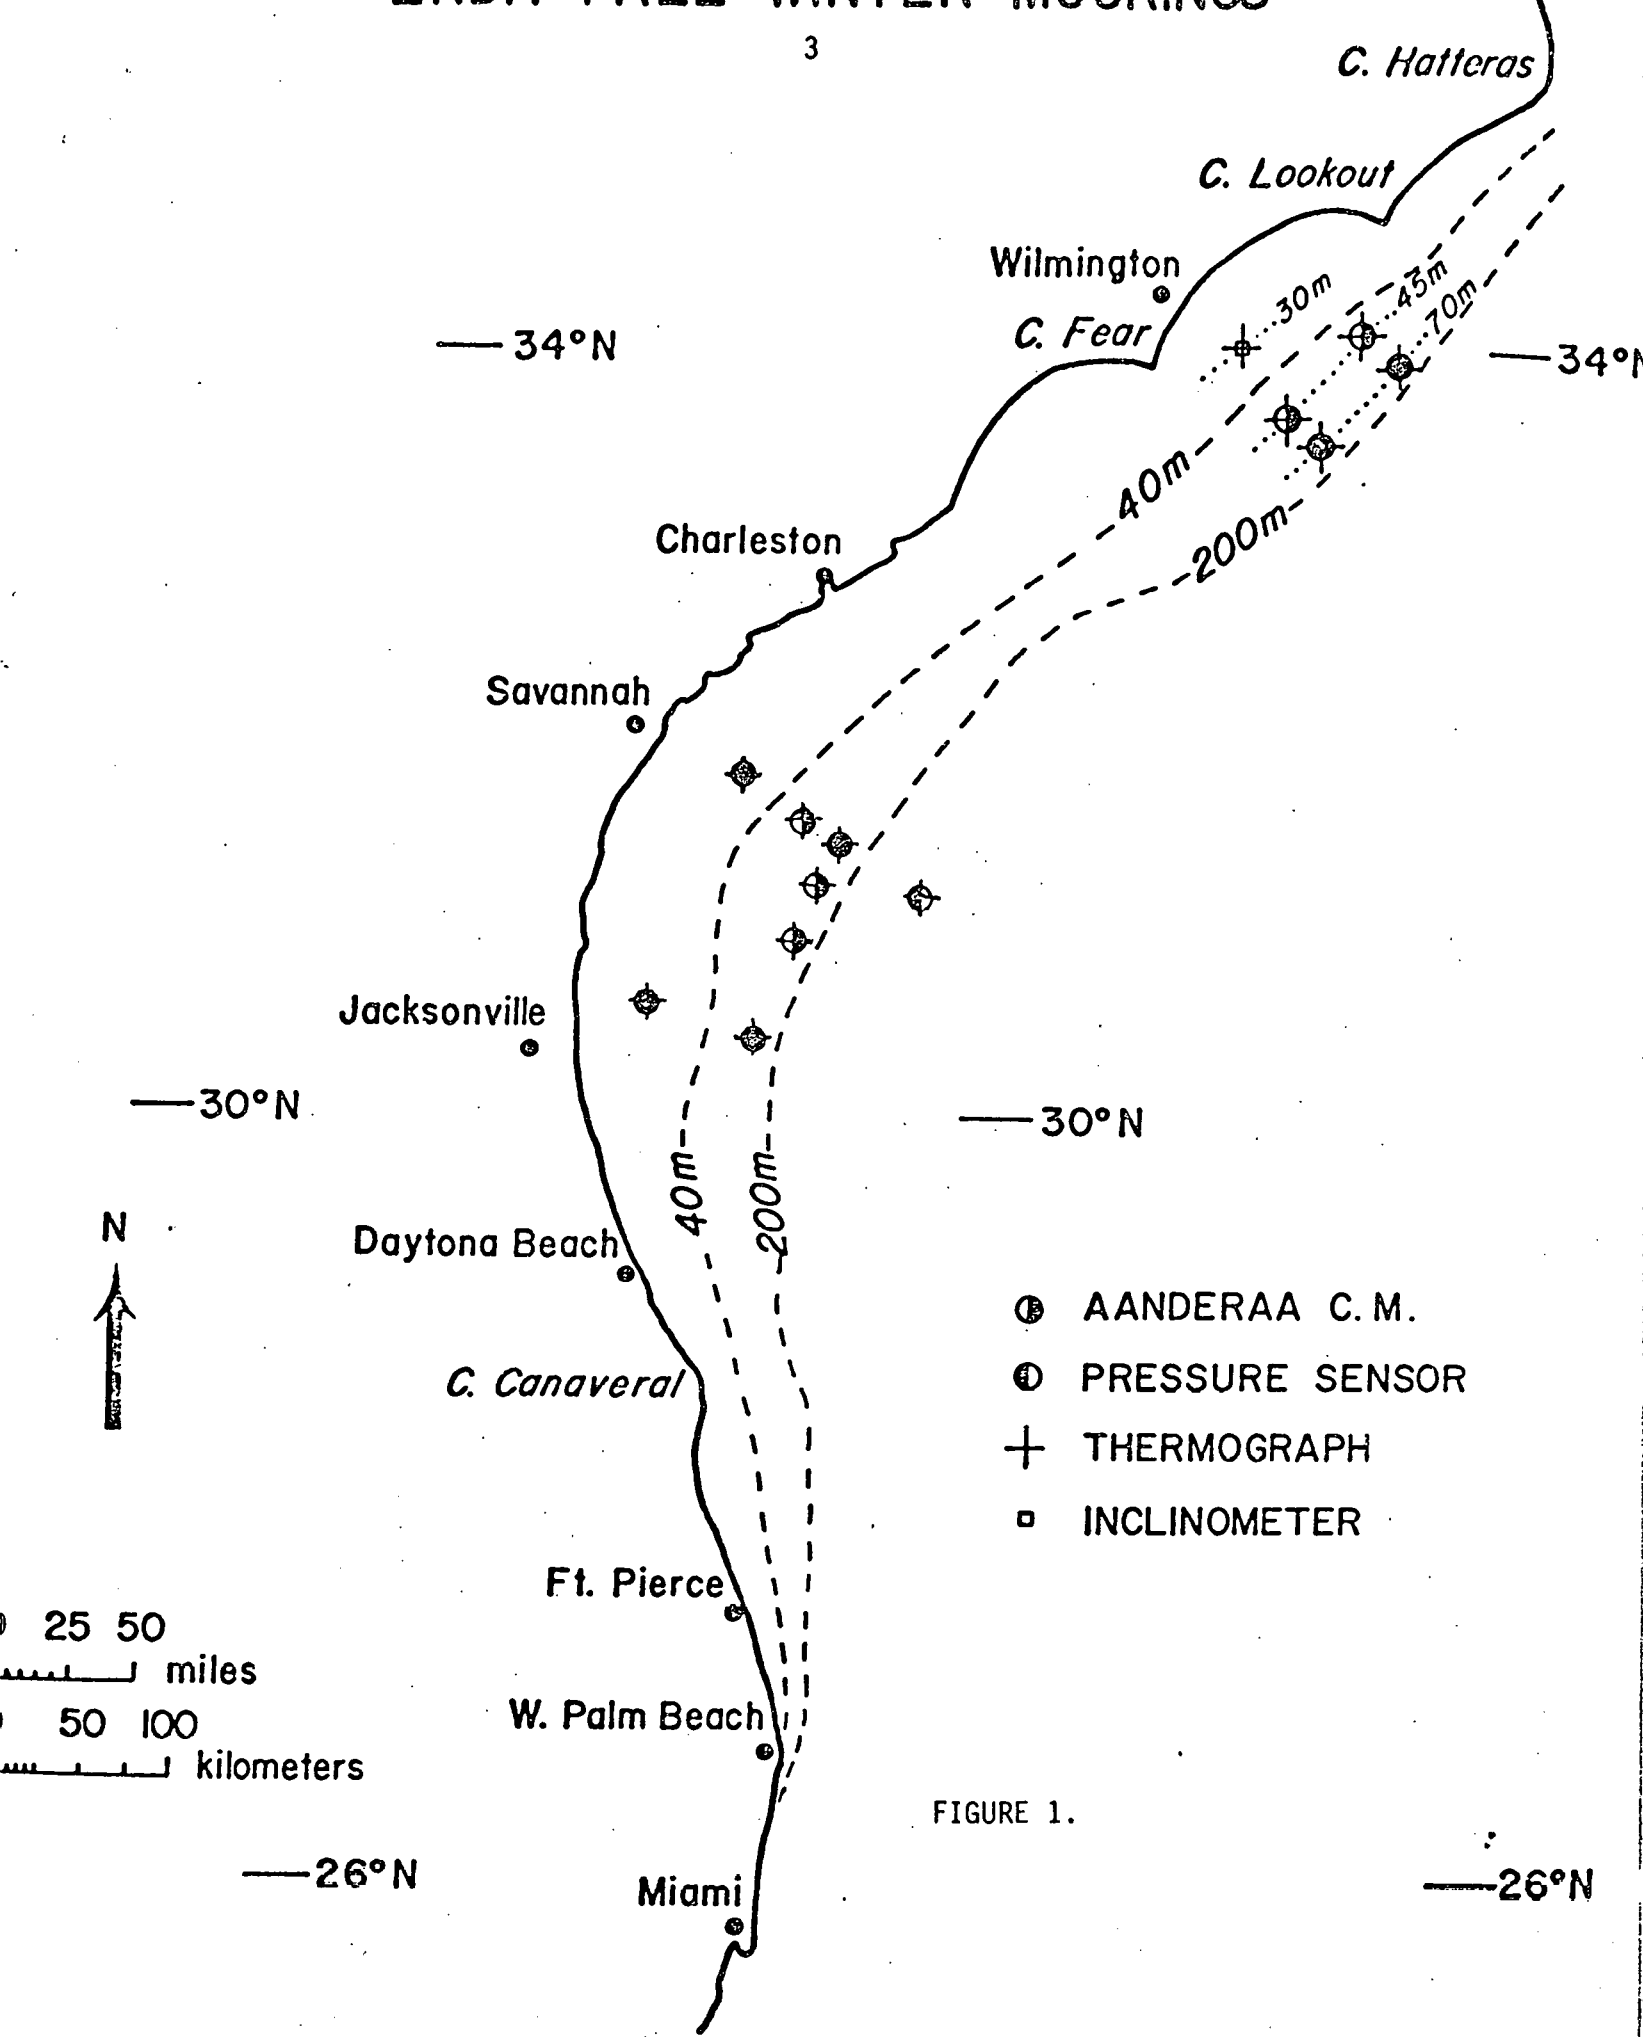 3
C. Hatteras
C. Lookout
Wilmington
C. Fear
30m
45m
70m
34°N
34°N
40m
200m
Charleston
Savannah
Jacksonville
30°N
30°N
40m
200m
N
Daytona Beach
AANDERAA C.M.
C. Canaveral
PRESSURE SENSOR
THERMOGRAPH
INCLINOMETER
Ft. Pierce
25 50
miles
50 100
kilometers
W. Palm Beach
FIGURE 1.
26°N
Miami
26°N